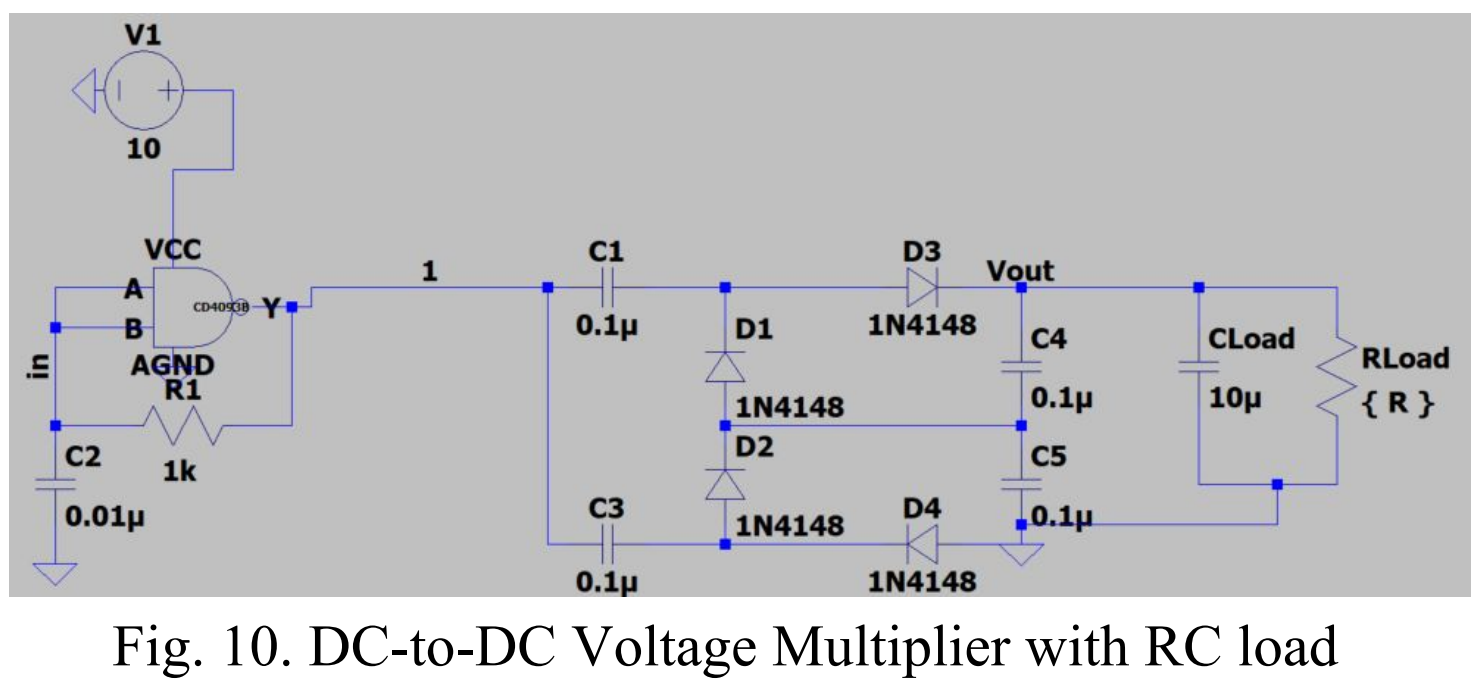 V1
10
VCC
A
B
CD4093B
Y
AGND
in
R1
1k
C2
0.01µ
1
C1
0.1µ
D3
1N4148
Vout
D1
1N4148
D2
1N4148
C3
0.1µ
D4
1N4148
C4
0.1µ
C5
0.1µ
CLoad
10µ
RLoad
{ R }
Fig. 10. DC-to-DC Voltage Multiplier with RC load